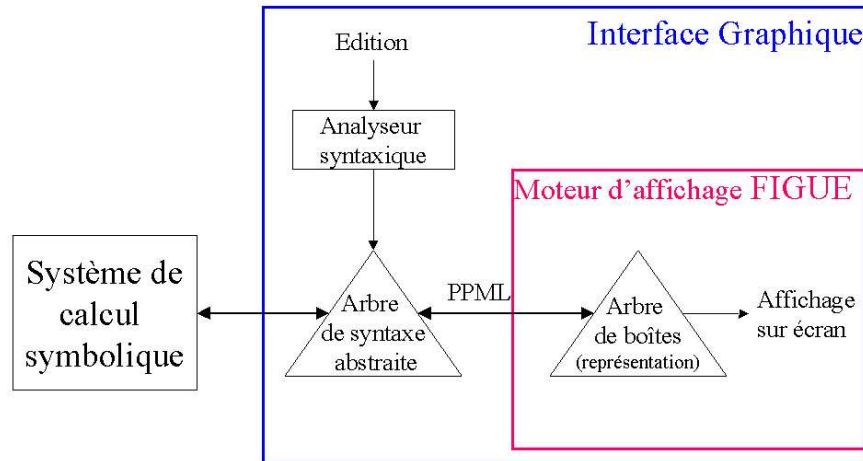 Interface Graphique
Edition
Analyseur
syntaxique
Moteur d'affichage FIGUE
Système de
calcul
symbolique
Arbre
de syntaxe
abstraite
PPML
Arbre
de boîtes
(représentation)
Affichage
sur écran